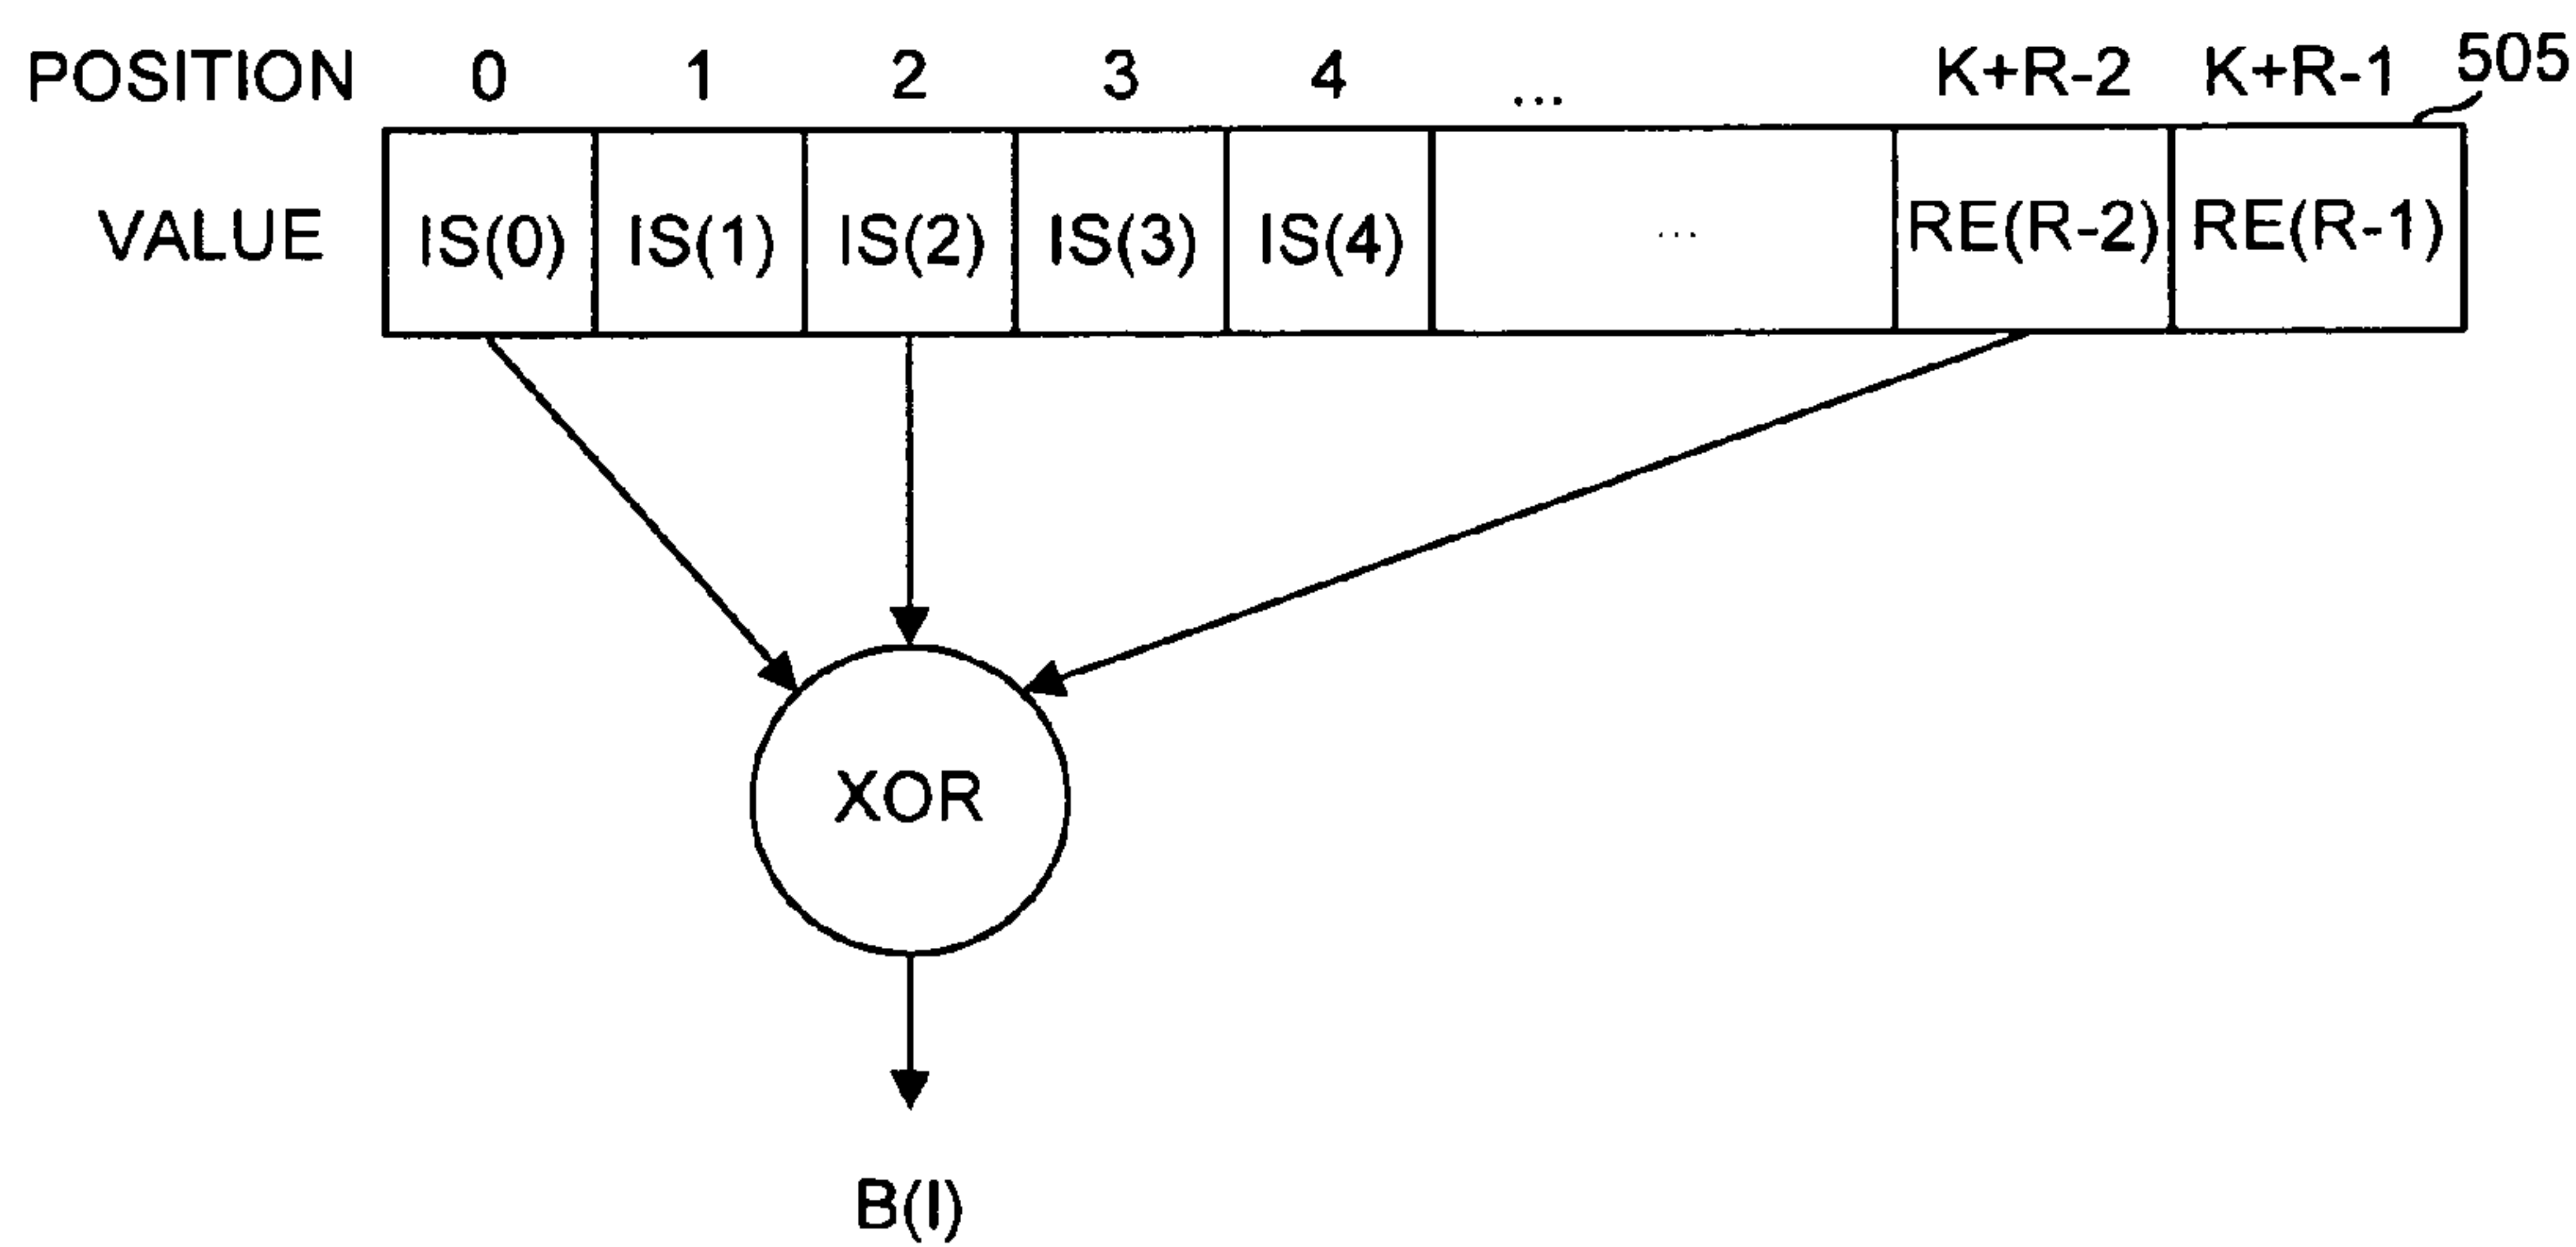 POSITION 0 1 2 3 4 ... K+R-2 K+R-1 505
VALUE IS(0) IS(1) IS(2) IS(3) IS(4) ... RE(R-2) RE(R-1)
XOR
B(I)